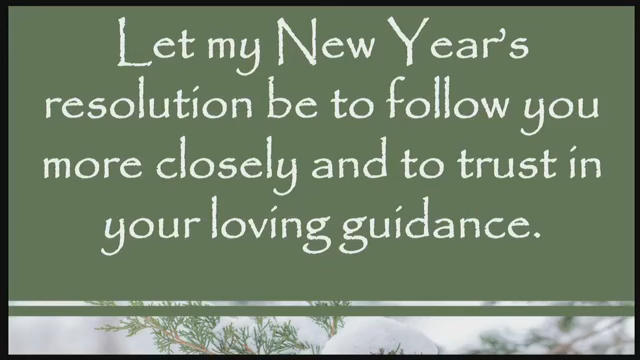 Let my New Year's
resolution be to follow you
more closely and to trust in
your loving guidance.